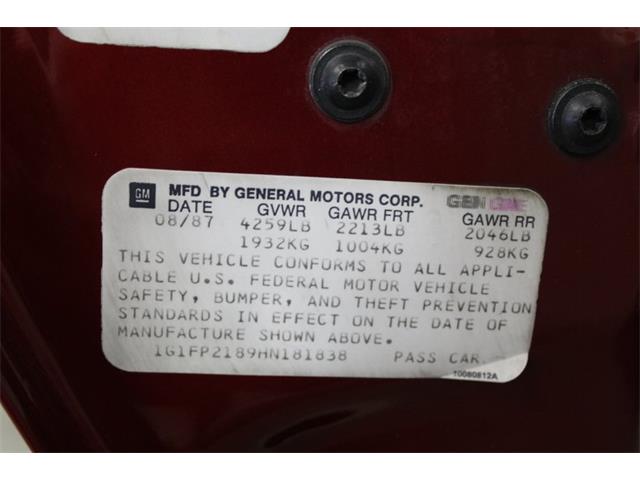 GM MFD BY GENERAL MOTORS CORP. GEN
DATE GVWR GAWR FRT GAWR RR
08/87 4259LB 2213LB 2046LB
1932KG 1004KG 928KG
THIS VEHICLE CONFORMS TO ALL APPLI-
CABLE U.S. FEDERAL MOTOR VEHICLE
SAFETY, BUMPER, AND THEFT PREVENTION
STANDARDS IN EFFECT ON THE DATE OF
MANUFACTURE SHOWN ABOVE.
1G1FP2189HN181838 PASS CAR
10080812A